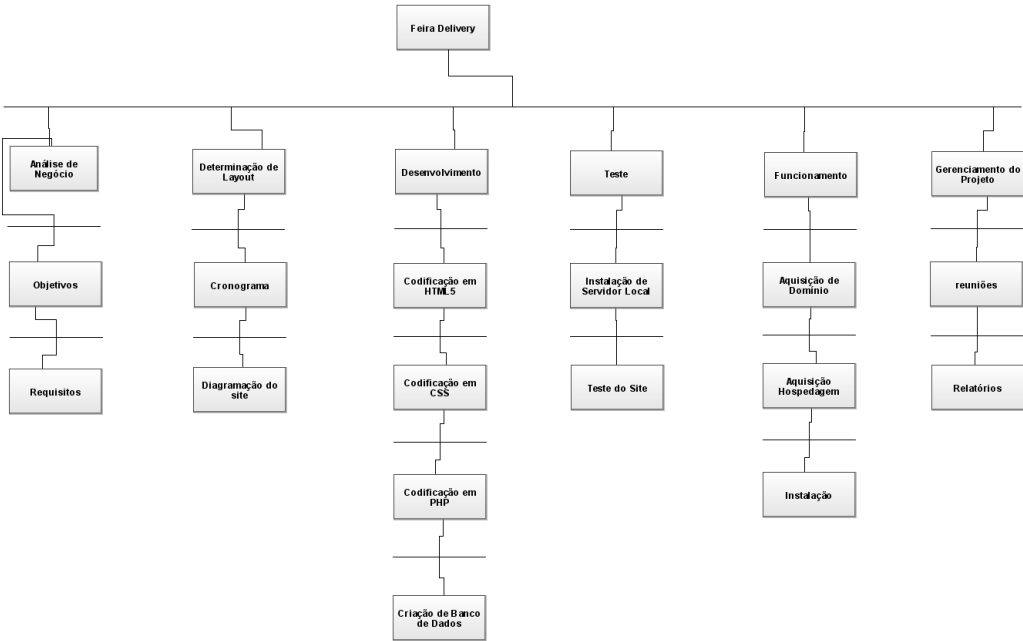 Feira Delivery
Análise de
Negócio
Determinação de
Layout
Desenvolvimento
Teste
Funcionamento
Gerenciamento do
Projeto
Objetivos
Cronograma
Codificação em
HTML5
Instalação de
Servidor Local
Aquisição de
Domínio
reuniões
Requisitos
Diagramação do
site
Codificação em
CSS
Teste do Site
Aquisição
Hospedagem
Relatórios
Codificação em
PHP
Instalação
Criação de Banco
de Dados